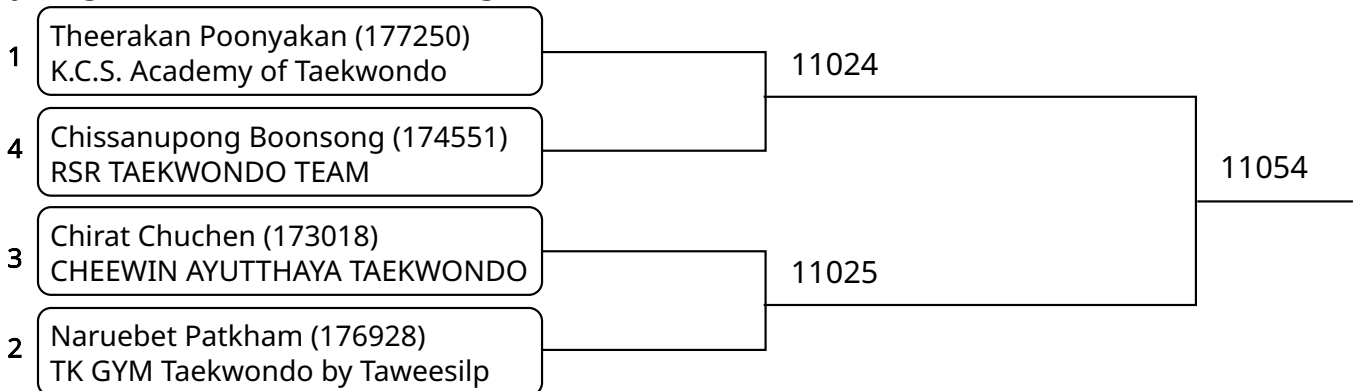 1
Theerakan Poonyakan (177250)
K.C.S. Academy of Taekwondo
11024
4
Chissanupong Boonsong (174551)
RSR TAEKWONDO TEAM
11054
3
Chirat Chuchen (173018)
CHEEWIN AYUTTHAYA TAEKWONDO
11025
2
Naruebet Patkham (176928)
TK GYM Taekwondo by Taweesilp